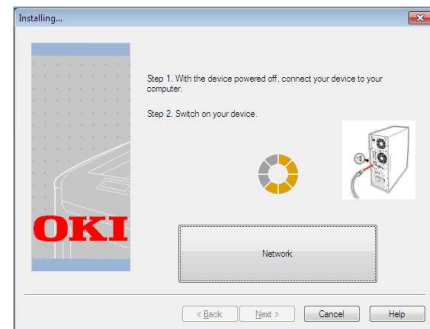 Installing...
Step 1. With the device powered off, connect your device to your
computer.
Step 2. Switch on your device.
OKI
Network
< Back
Next >
Cancel
Help